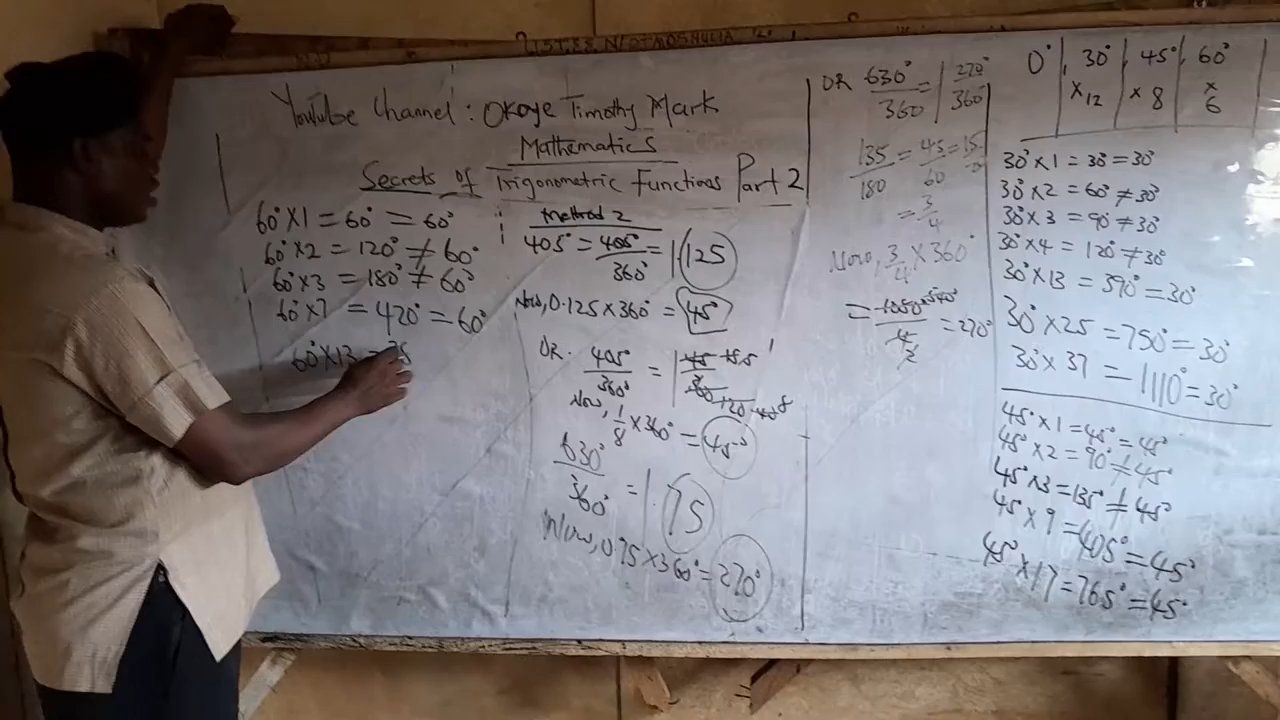 YouTube Channel: Okoye Timothy Mark
Mathematics
Secrets of Trigonometric Functions Part 2
60° × 1 = 60° = 60°
60° × 2 = 120° ≠ 60°
60° × 3 = 180° ≠ 60°
60° × 7 = 420° = 60°
60° × 13 =
Method 2
405° = 405°/360° = 1.125
Now, 0.125 × 360° = 45°
OR. 405°/360° = 1
Now, 1/8 × 360° = 45°
630°/360° = 1.75
Now, 0.75 × 360° = 270°
OR 630°/360 = 1 270°/360°
135/180 = 45/60 = 15
= 3/4
Now, 3/4 × 360°
= 270°
0°, 30°, 45°, 60°
×12 ×8 ×6
30° × 1 = 30° = 30°
30° × 2 = 60° ≠ 30°
30° × 3 = 90° ≠ 30°
30° × 4 = 120° ≠ 30°
30° × 13 = 390° = 30°
30° × 25 = 750° = 30°
30° × 37 = 1110° = 30°
45° × 1 = 45° = 45°
45° × 2 = 90° ≠ 45°
45° × 3 = 135° ≠ 45°
45° × 9 = 405° = 45°
45° × 17 = 765° = 45°